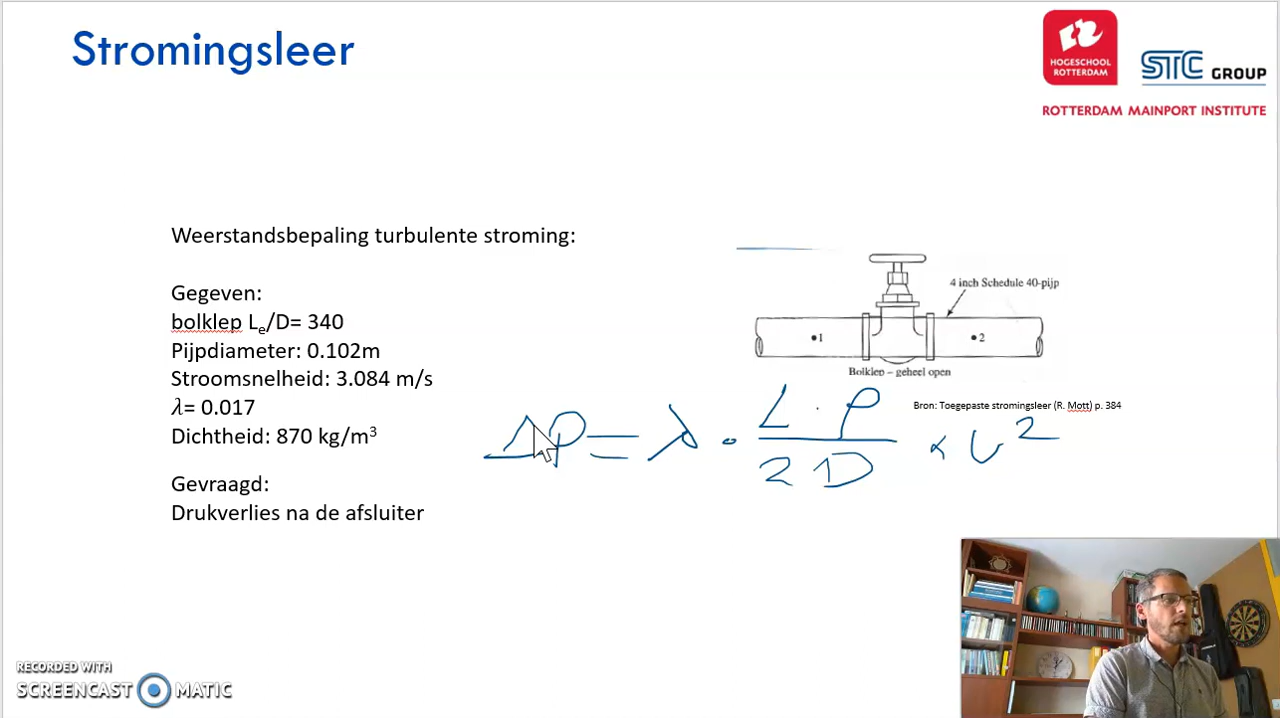 Stromingsleer
HOGESCHOOL
ROTTERDAM
STC GROUP
ROTTERDAM MAINPORT INSTITUTE
Weerstandsbepaling turbulente stroming:
Gegeven:
bolklep Lₑ/D= 340
Pijpdiameter: 0.102m
Stroomsnelheid: 3.084 m/s
λ= 0.017
Dichtheid: 870 kg/m³
Gevraagd:
Drukverlies na de afsluiter
4 inch Schedule 40-pijp
•1
•2
Bolklep – geheel open
Bron: Toegepaste stromingsleer (R. Mott) p. 384
ΔP = λ · L · ρ / 2 D × v²
RECORDED WITH
SCREENCAST MATIC